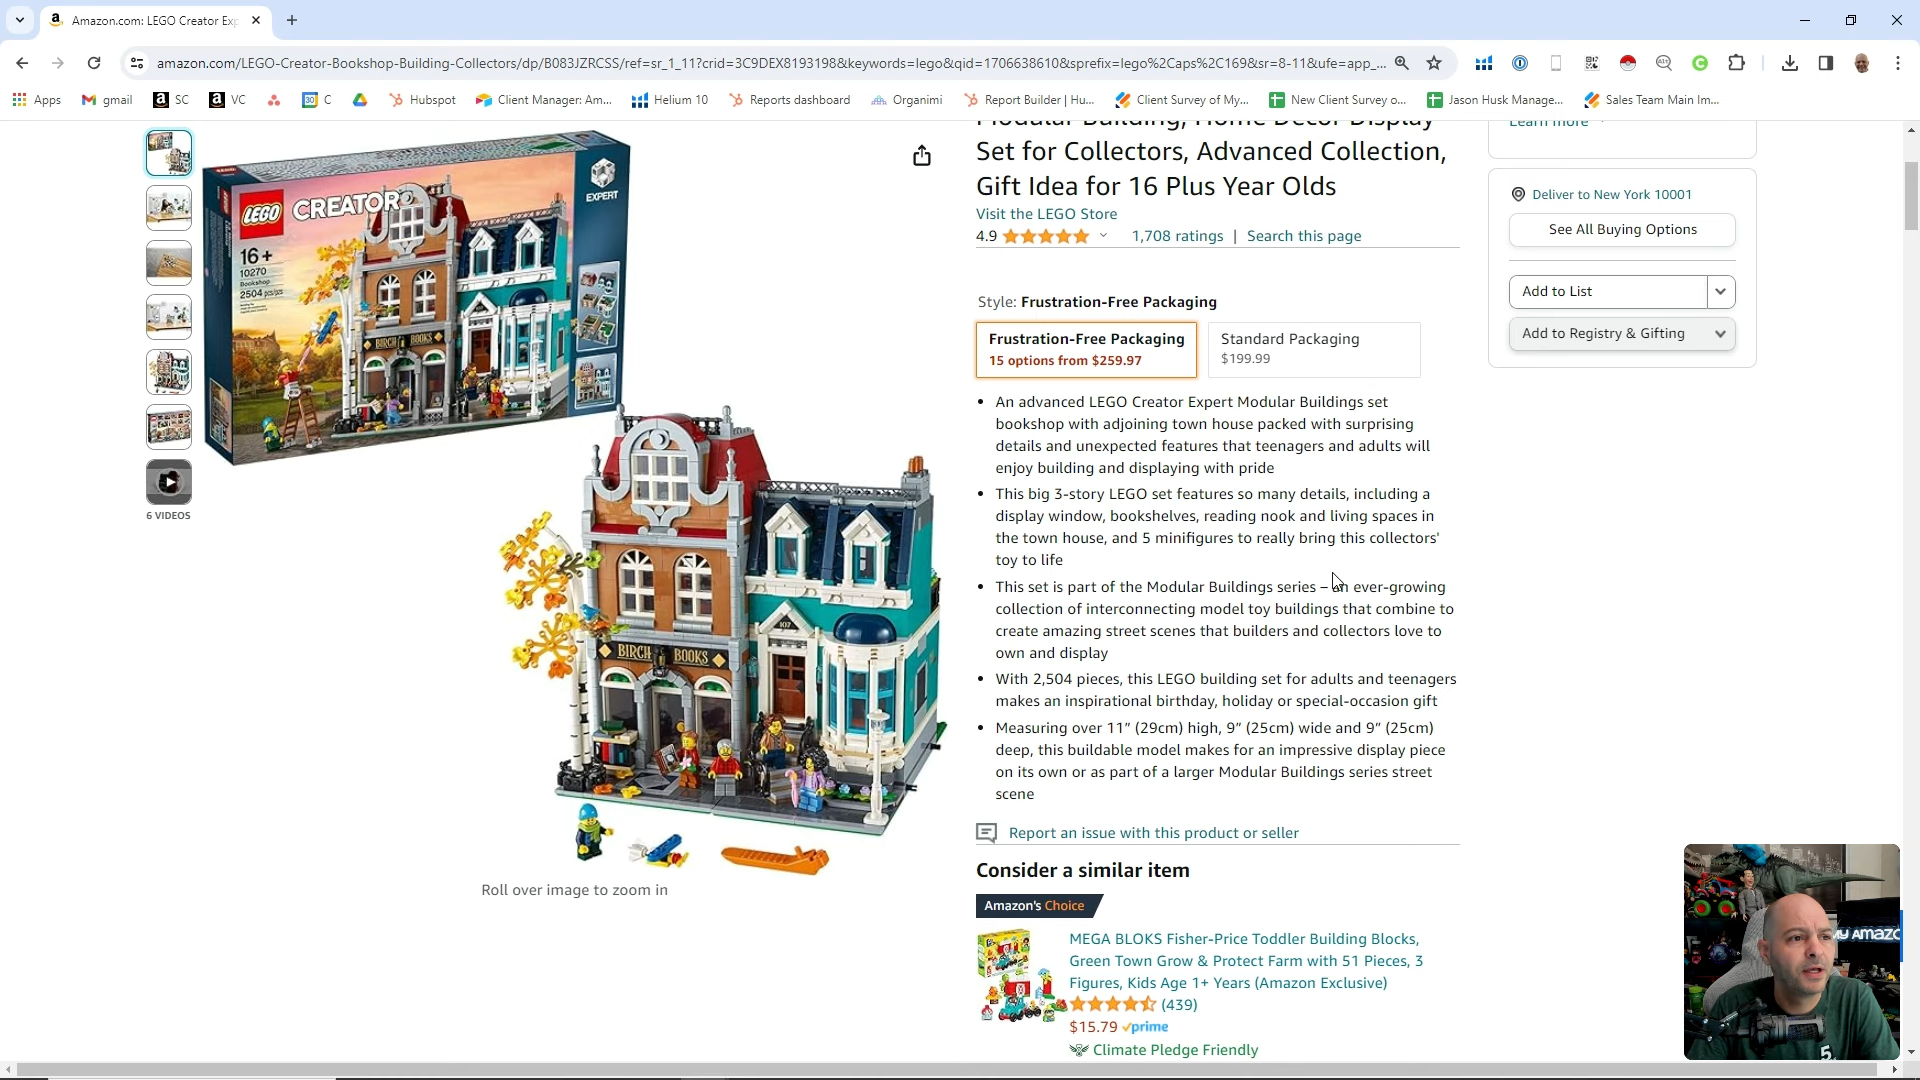 Amazon.com: LEGO Creator Exp
amazon.com/LEGO-Creator-Bookshop-Building-Collectors/dp/B083JZRCSS/ref=sr_1_11?crid=3C9DEX8193198&keywords=lego&qid=1706638610&sprefix=lego%2Caps%2C169&sr=8-11&ufe=app_...
Apps gmail SC VC C Hubspot Client Manager: Am... Helium 10 Reports dashboard Organimi Report Builder | Hu... Client Survey of My... New Client Survey o... Jason Husk Manage... Sales Team Main Im...
Modular Building, Home Décor Display
Set for Collectors, Advanced Collection,
Gift Idea for 16 Plus Year Olds
Visit the LEGO Store
4.9 1,708 ratings | Search this page
Style: Frustration-Free Packaging
Frustration-Free Packaging
15 options from $259.97
Standard Packaging
$199.99
• An advanced LEGO Creator Expert Modular Buildings set
bookshop with adjoining town house packed with surprising
details and unexpected features that teenagers and adults will
enjoy building and displaying with pride
• This big 3-story LEGO set features so many details, including a
display window, bookshelves, reading nook and living spaces in
the town house, and 5 minifigures to really bring this collectors'
toy to life
• This set is part of the Modular Buildings series – an ever-growing
collection of interconnecting model toy buildings that combine to
create amazing street scenes that builders and collectors love to
own and display
• With 2,504 pieces, this LEGO building set for adults and teenagers
makes an inspirational birthday, holiday or special-occasion gift
• Measuring over 11” (29cm) high, 9” (25cm) wide and 9” (25cm)
deep, this buildable model makes for an impressive display piece
on its own or as part of a larger Modular Buildings series street
scene
Report an issue with this product or seller
Consider a similar item
Amazon's Choice
MEGA BLOKS Fisher-Price Toddler Building Blocks,
Green Town Grow & Protect Farm with 51 Pieces, 3
Figures, Kids Age 1+ Years (Amazon Exclusive)
(439)
$15.79 prime
Climate Pledge Friendly
Learn more
Deliver to New York 10001
See All Buying Options
Add to List
Add to Registry & Gifting
6 VIDEOS
LEGO CREATOR
EXPERT
16+
10270
Bookshop
2504 pcs/pzs
BIRCH BOOKS
107
BIRCH BOOKS
Roll over image to zoom in
MY AMAZO
5